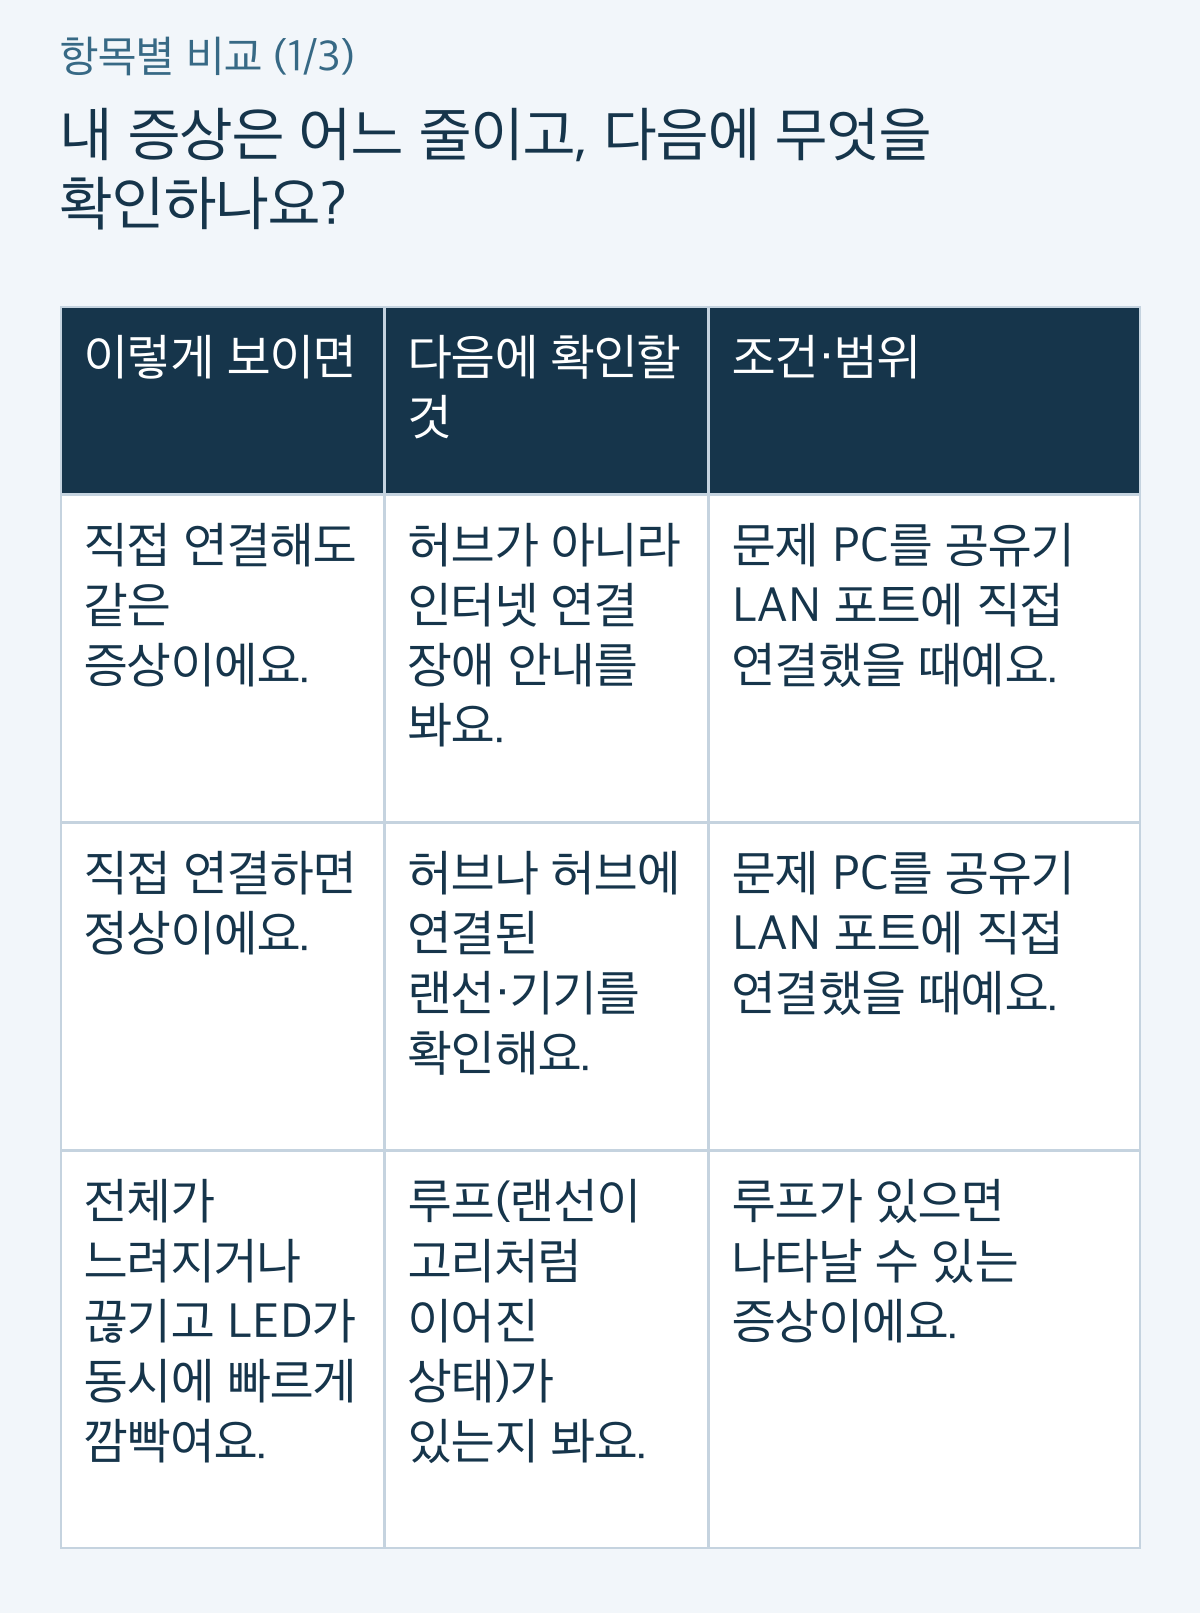 항목별 비교 (1/3)
내 증상은 어느 줄이고, 다음에 무엇을
확인하나요?
이렇게 보이면
다음에 확인할
것
조건·범위
직접 연결해도
같은
증상이에요.
허브가 아니라
인터넷 연결
장애 안내를
봐요.
문제 PC를 공유기
LAN 포트에 직접
연결했을 때예요.
직접 연결하면
정상이에요.
허브나 허브에
연결된
랜선·기기를
확인해요.
문제 PC를 공유기
LAN 포트에 직접
연결했을 때예요.
전체가
느려지거나
끊기고 LED가
동시에 빠르게
깜빡여요.
루프(랜선이
고리처럼
이어진
상태)가
있는지 봐요.
루프가 있으면
나타날 수 있는
증상이에요.